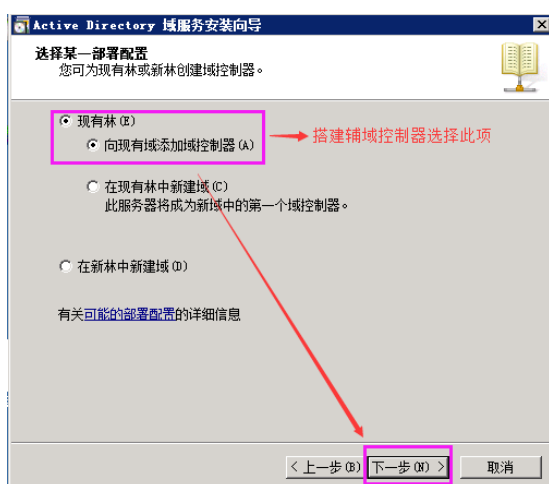 Active Directory 域服务安装向导
选择某一部署配置
您可为现有林或新林创建域控制器。
现有林(E)
搭建辅域控制器选择此项
向现有域添加域控制器(A)
在现有林中新建域(C)
此服务器将成为新域中的第一个域控制器。
在新林中新建域(D)
有关可能的部署配置的详细信息
< 上一步(B) 下一步(N) > 取消